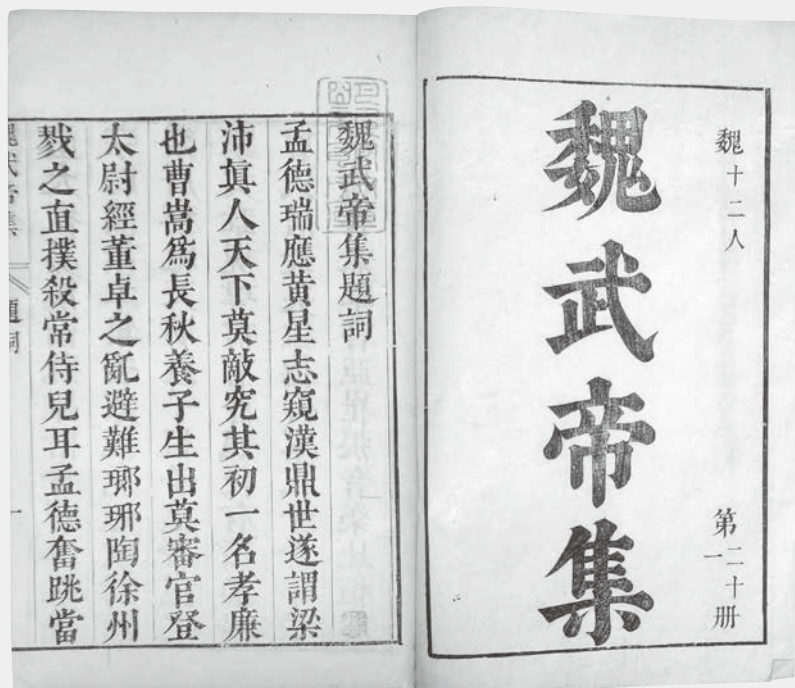 魏十二人
第二十一册
魏武帝集
魏武帝集題詞
孟德瑞應黃星志窺漢鼎世遂謂梁
沛眞人天下莫敵究其初一名孝廉
也曹嵩爲長秋養子生出莫審官登
太尉經董卓之亂避難瑯琊陶徐州
戮之直撲殺常侍兒耳孟德奮跳當
魏武帝集
題詞
一